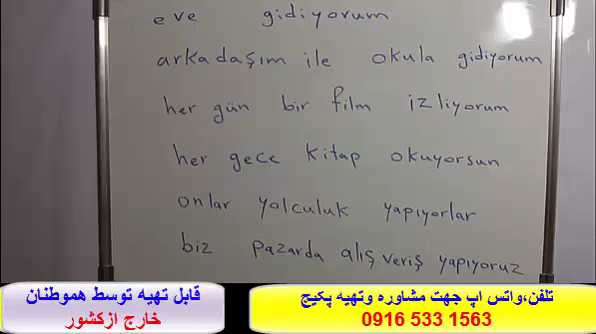 eve gidiyorum
arkadaşım ile okula gidiyorum
her gün bir film izliyorum
her gece kitap okuyorsun
onlar yolculuk yapıyorlar
biz pazarda alış veriş yapıyoruz
تلفن،واتس اپ جهت مشاوره وتهیه پکیج
0916 533 1563
قابل تهیه توسط هموطنان
خارج ازکشور